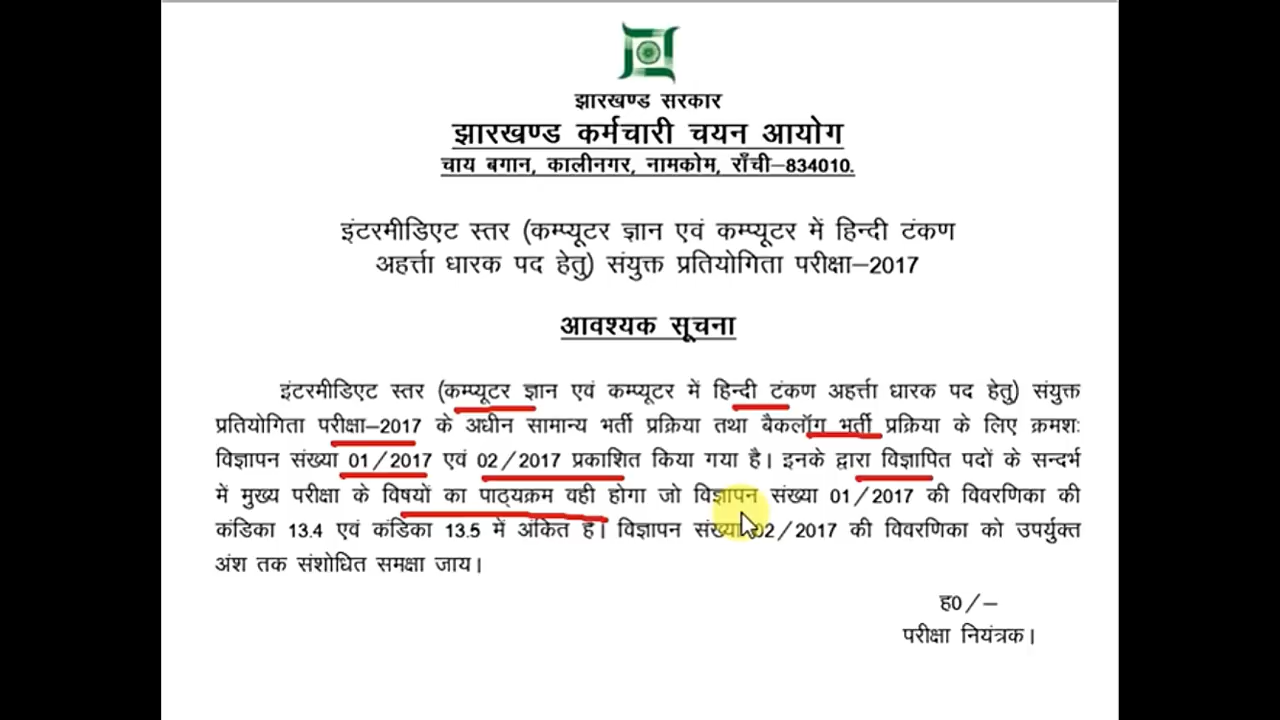 झारखण्ड सरकार
झारखण्ड कर्मचारी चयन आयोग
चाय बगान, कालीनगर, नामकोम, राँची–834010.
इंटरमीडिएट स्तर (कम्प्यूटर ज्ञान एवं कम्प्यूटर में हिन्दी टंकण
अहर्त्ता धारक पद हेतु) संयुक्त प्रतियोगिता परीक्षा–2017
आवश्यक सूचना
इंटरमीडिएट स्तर (कम्प्यूटर ज्ञान एवं कम्प्यूटर में हिन्दी टंकण अहर्त्ता धारक पद हेतु) संयुक्त
प्रतियोगिता परीक्षा–2017 के अधीन सामान्य भर्ती प्रक्रिया तथा बैकलॉग भर्ती प्रक्रिया के लिए क्रमशः
विज्ञापन संख्या 01/2017 एवं 02/2017 प्रकाशित किया गया है। इनके द्वारा विज्ञापित पदों के सन्दर्भ
में मुख्य परीक्षा के विषयों का पाठ्यक्रम वही होगा जो विज्ञापन संख्या 01/2017 की विवरणिका की
कंडिका 13.4 एवं कंडिका 13.5 में अंकित है। विज्ञापन संख्या 02/2017 की विवरणिका को उपर्युक्त
अंश तक संशोधित समक्षा जाय।
ह0/–
परीक्षा नियंत्रक।